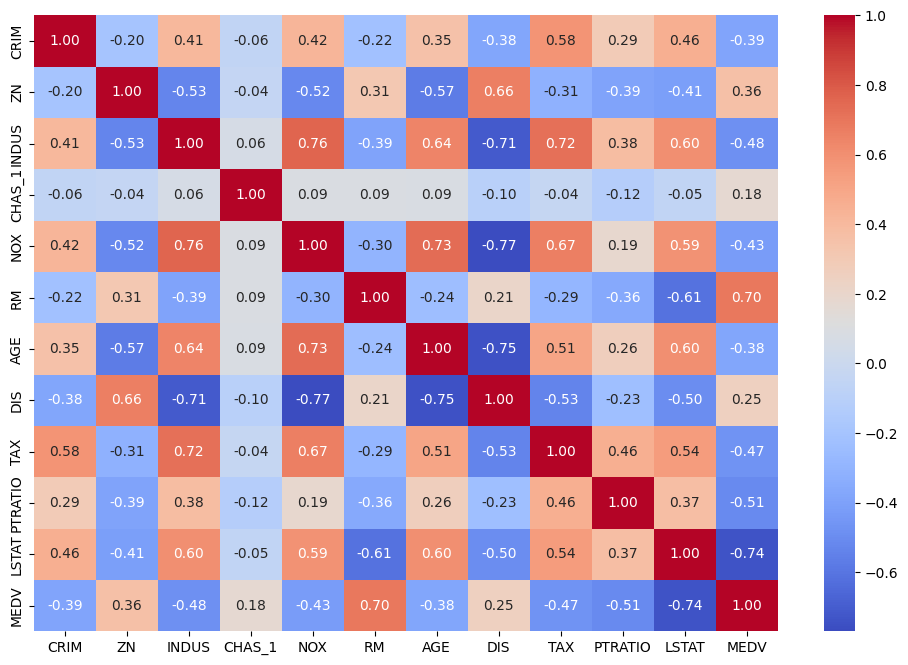 CRIM 1.00 -0.20 0.41 -0.06 0.42 -0.22 0.35 -0.38 0.58 0.29 0.46 -0.39
ZN -0.20 1.00 -0.53 -0.04 -0.52 0.31 -0.57 0.66 -0.31 -0.39 -0.41 0.36
INDUS 0.41 -0.53 1.00 0.06 0.76 -0.39 0.64 -0.71 0.72 0.38 0.60 -0.48
CHAS_1 -0.06 -0.04 0.06 1.00 0.09 0.09 0.09 -0.10 -0.04 -0.12 -0.05 0.18
NOX 0.42 -0.52 0.76 0.09 1.00 -0.30 0.73 -0.77 0.67 0.19 0.59 -0.43
RM -0.22 0.31 -0.39 0.09 -0.30 1.00 -0.24 0.21 -0.29 -0.36 -0.61 0.70
AGE 0.35 -0.57 0.64 0.09 0.73 -0.24 1.00 -0.75 0.51 0.26 0.60 -0.38
DIS -0.38 0.66 -0.71 -0.10 -0.77 0.21 -0.75 1.00 -0.53 -0.23 -0.50 0.25
TAX 0.58 -0.31 0.72 -0.04 0.67 -0.29 0.51 -0.53 1.00 0.46 0.54 -0.47
PTRATIO 0.29 -0.39 0.38 -0.12 0.19 -0.36 0.26 -0.23 0.46 1.00 0.37 -0.51
LSTAT 0.46 -0.41 0.60 -0.05 0.59 -0.61 0.60 -0.50 0.54 0.37 1.00 -0.74
MEDV -0.39 0.36 -0.48 0.18 -0.43 0.70 -0.38 0.25 -0.47 -0.51 -0.74 1.00
CRIM ZN INDUS CHAS_1 NOX RM AGE DIS TAX PTRATIO LSTAT MEDV
1.0
0.8
0.6
0.4
0.2
0.0
−0.2
−0.4
−0.6